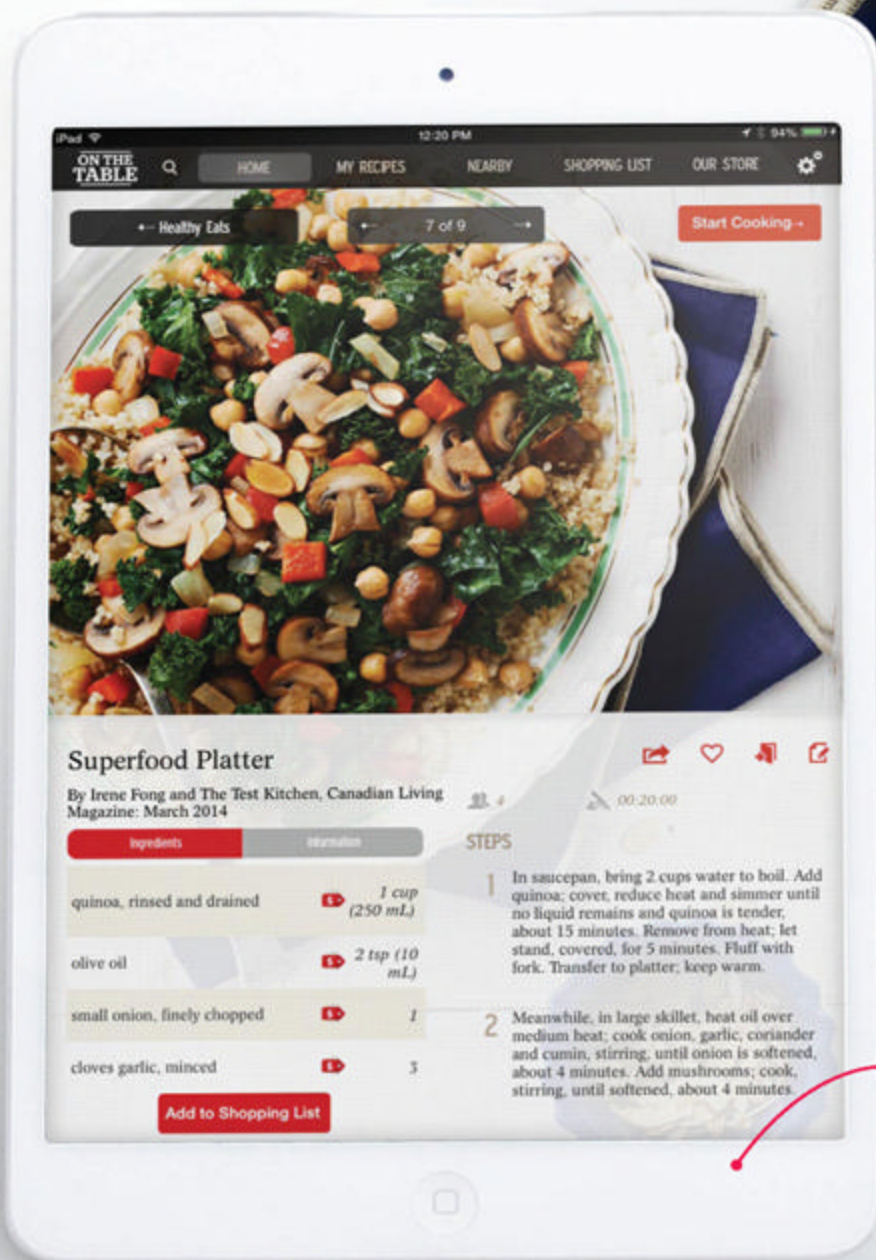 iPad 12:20 PM 94%
ON THE
TABLE
HOME MY RECIPES NEARBY SHOPPING LIST OUR STORE
← Healthy Eats ← 7 of 9 → Start Cooking→
Superfood Platter
By Irene Fong and The Test Kitchen, Canadian Living
Magazine: March 2014
4 00:20:00
Ingredients Information
quinoa, rinsed and drained $ 1 cup
(250 mL)
olive oil $ 2 tsp (10
mL)
small onion, finely chopped $ 1
cloves garlic, minced $ 3
Add to Shopping List
STEPS
1 In saucepan, bring 2 cups water to boil. Add
quinoa; cover, reduce heat and simmer until
no liquid remains and quinoa is tender,
about 15 minutes. Remove from heat; let
stand, covered, for 5 minutes. Fluff with
fork. Transfer to platter; keep warm.
2 Meanwhile, in large skillet, heat oil over
medium heat; cook onion, garlic, coriander
and cumin, stirring, until onion is softened,
about 4 minutes. Add mushrooms; cook,
stirring, until softened, about 4 minutes.